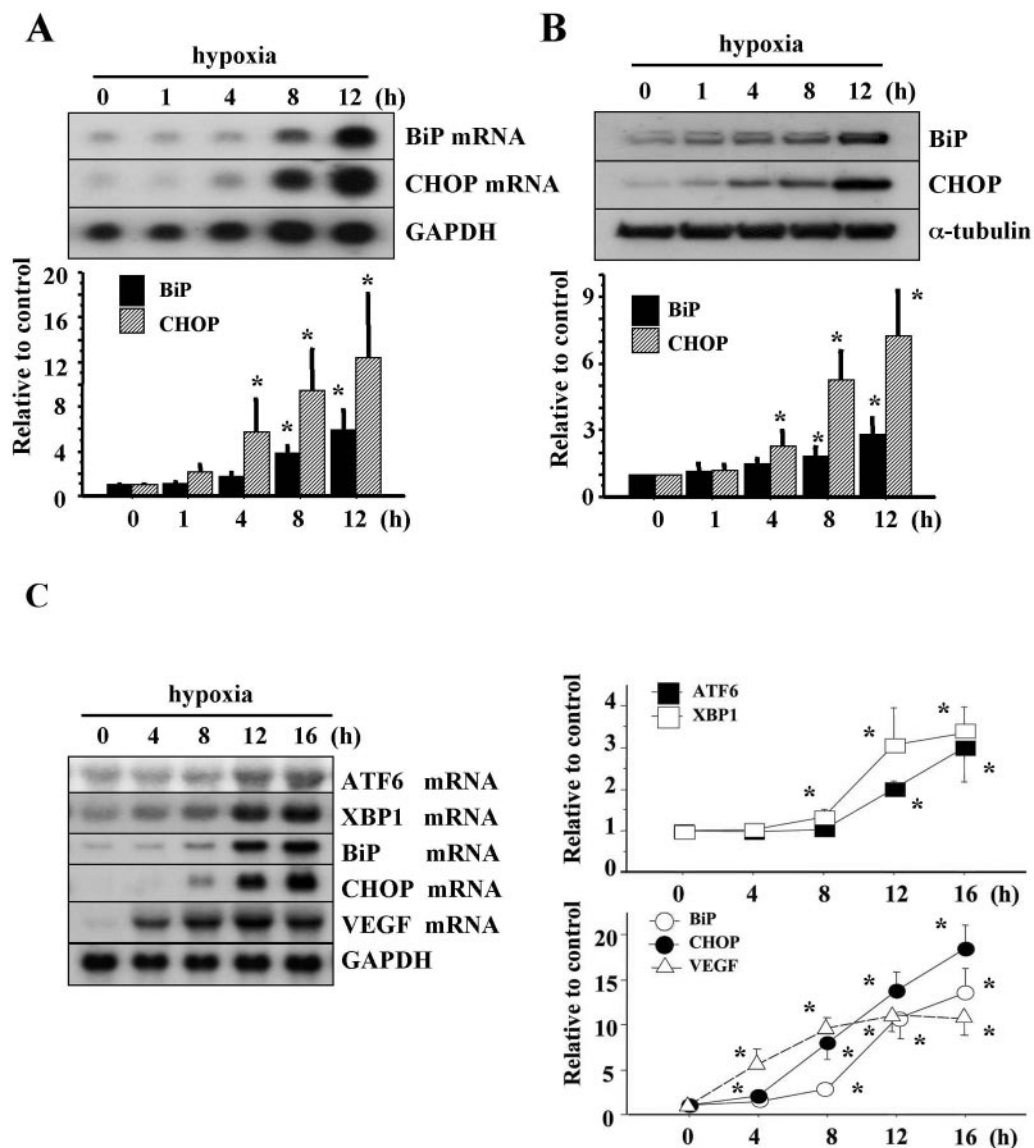 A
hypoxia
0 1 4 8 12 (h)
BiP mRNA
CHOP mRNA
GAPDH
20
16
12
8
4
0
Relative to control
BiP
CHOP
* * * * *
0 1 4 8 12 (h)
B
hypoxia
0 1 4 8 12 (h)
BiP
CHOP
α-tubulin
9
6
3
0
Relative to control
BiP
CHOP
* * * * *
0 1 4 8 12 (h)
C
hypoxia
0 4 8 12 16 (h)
ATF6 mRNA
XBP1 mRNA
BiP mRNA
CHOP mRNA
VEGF mRNA
GAPDH
4
3
2
1
0
Relative to control
ATF6
XBP1
* * * * *
0 4 8 12 16 (h)
20
15
10
5
0
Relative to control
BiP
CHOP
VEGF
* * * * * * * * * * *
0 4 8 12 16 (h)